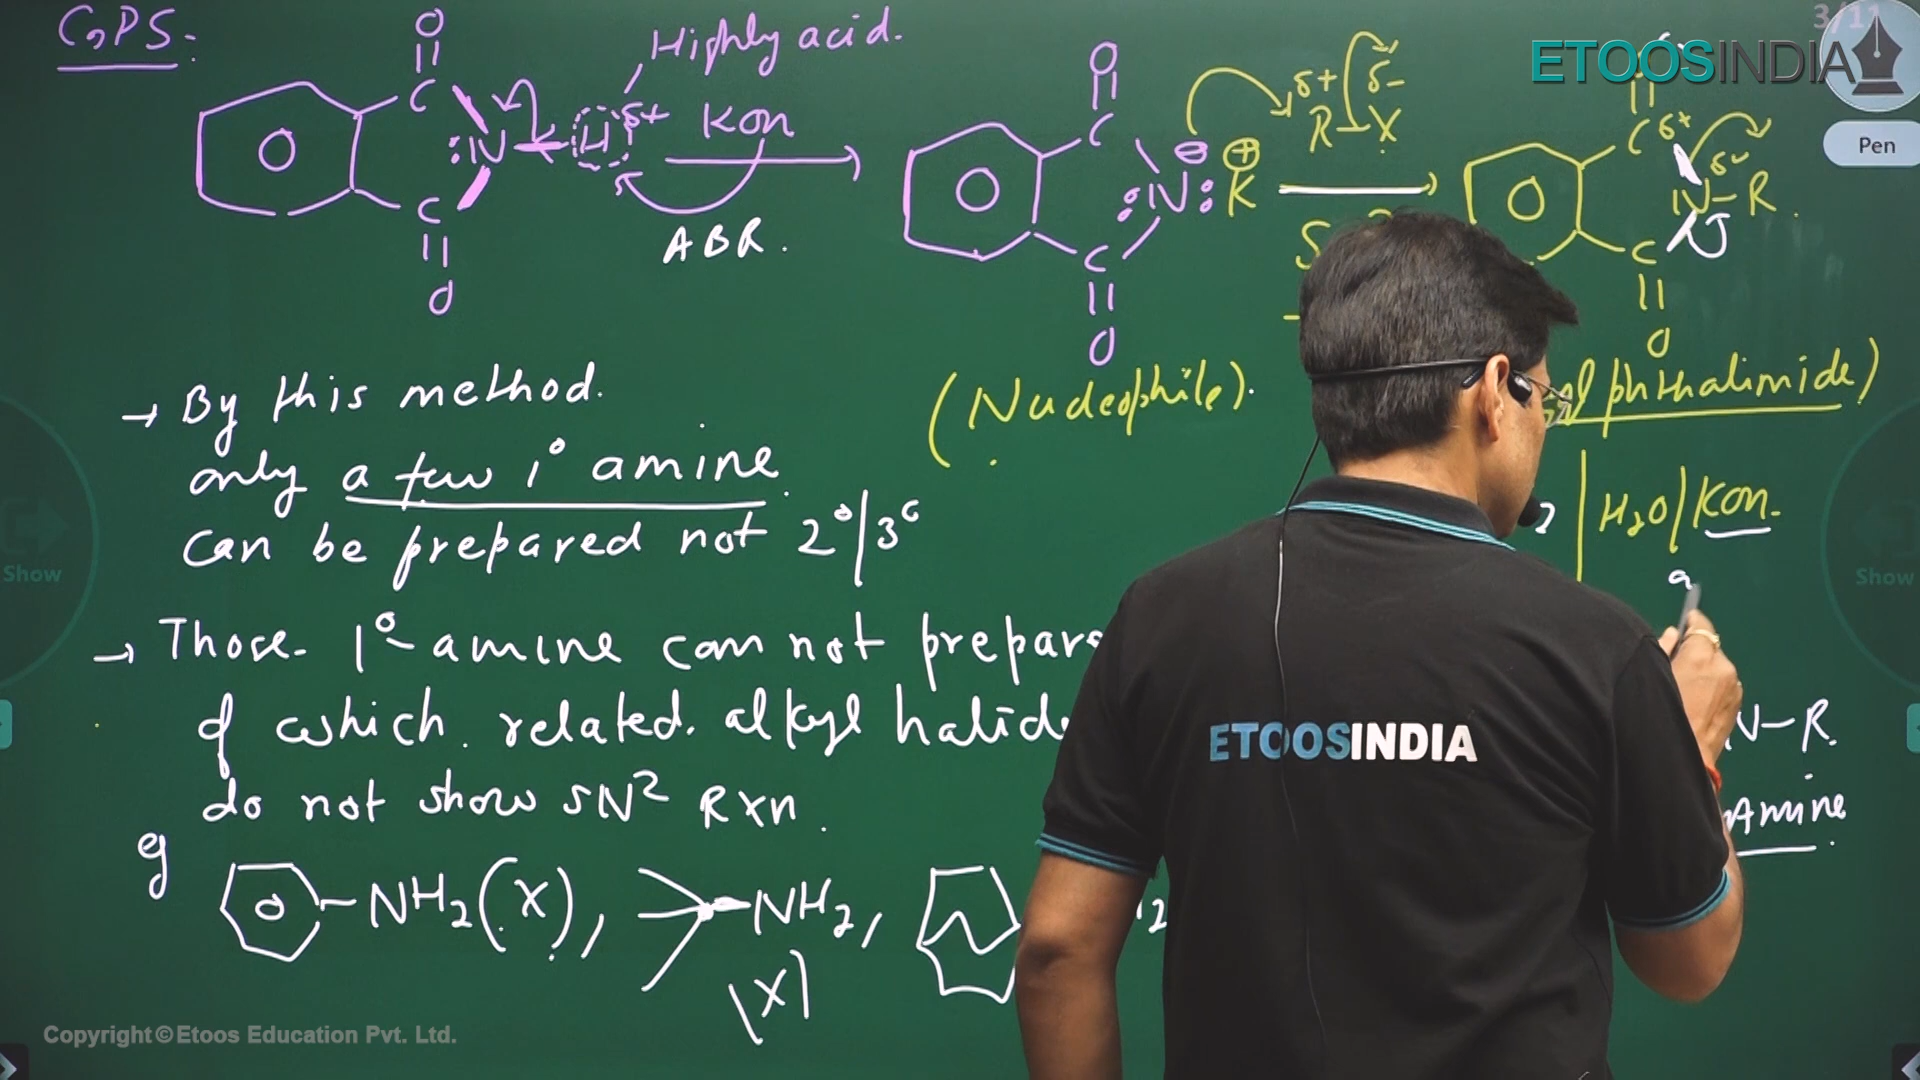 GPS-
Highly acid.
3/11
ETOOSINDIA
Pen
O
C
:N-H δ+
KOH
ABR.
O
C
O
C
N
⊖ ⊕
K
C
O
δ+ δ-
R-X
C δ+
δ-
N-R
C
O
(Nucleophile).
phthalimide)
→ By this method.
only a few 1° amine
can be prepared not 2°/3°
H2O/KOH
→ Those 1° amine can not prepare
of which related. alkyl halide
do not show SN2 Rxn.
N-R.
Amine
eg
-NH2(X), -NH2,
(X)
Show
Show
ETOOSINDIA
Copyright © Etoos Education Pvt. Ltd.